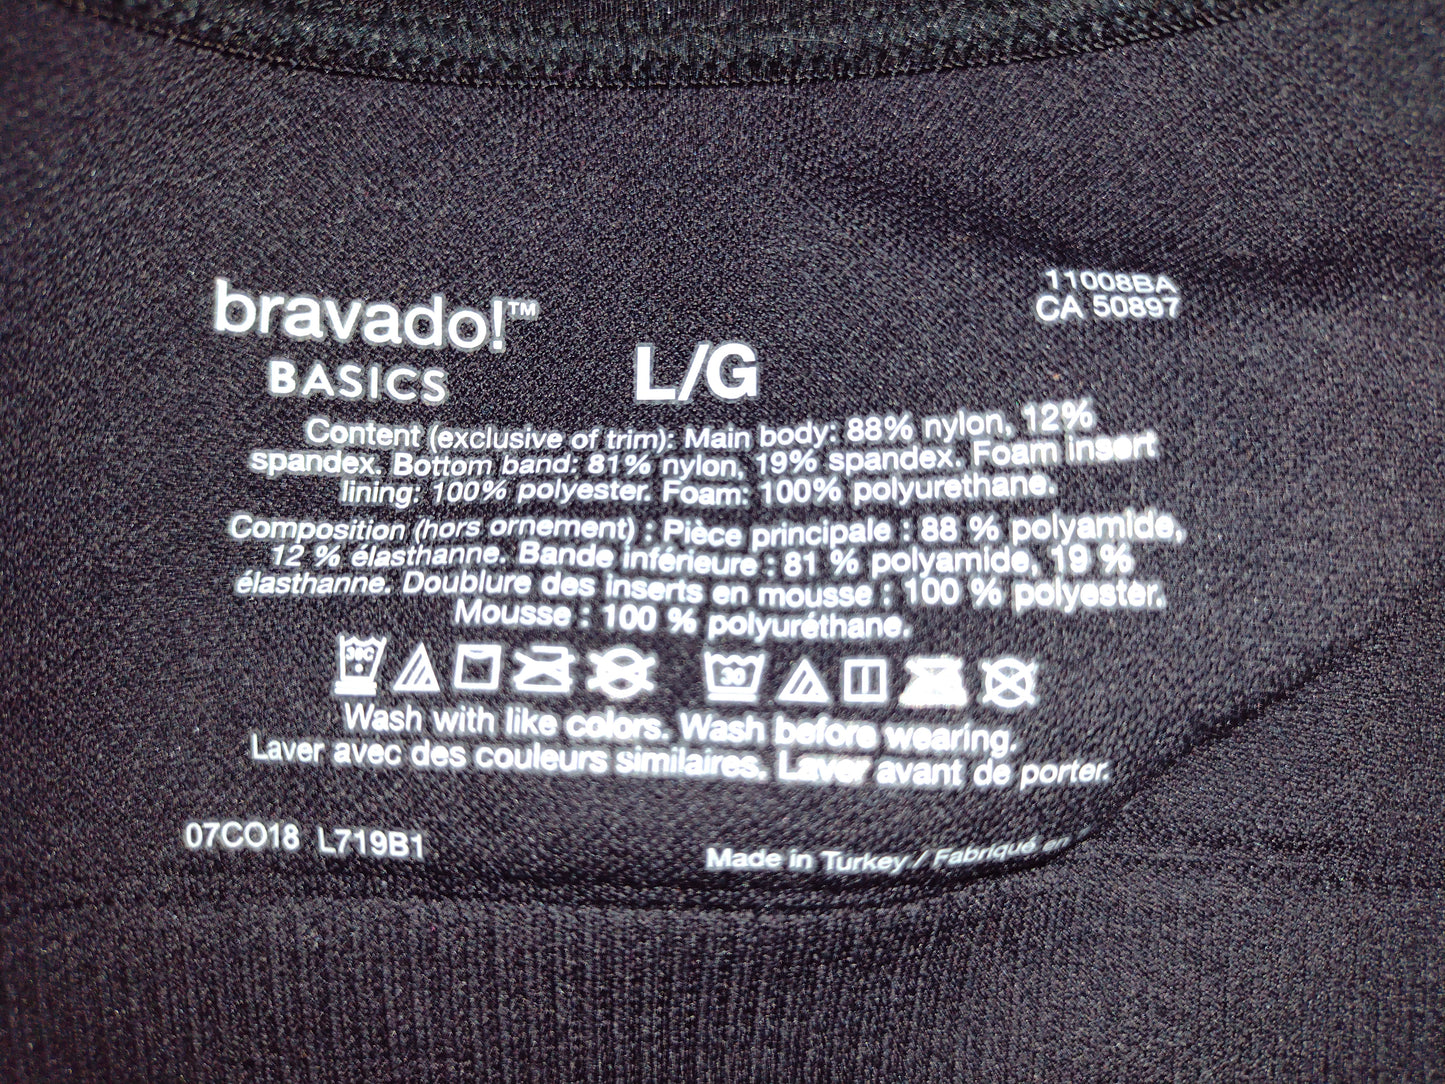 bravado!™
BASICS
L/G
11008BA
CA 50897
Content (exclusive of trim): Main body: 88% nylon, 12%
spandex. Bottom band: 81% nylon, 19% spandex. Foam insert
lining: 100% polyester. Foam: 100% polyurethane.
Composition (hors ornement) : Pièce principale : 88 % polyamide,
12 % élasthanne. Bande inférieure : 81 % polyamide, 19 %
élasthanne. Doublure des inserts en mousse : 100 % polyester.
Mousse : 100 % polyuréthane.
30C 30
Wash with like colors. Wash before wearing.
Laver avec des couleurs similaires. Laver avant de porter.
07CO18 L719B1
Made in Turkey / Fabriqué en